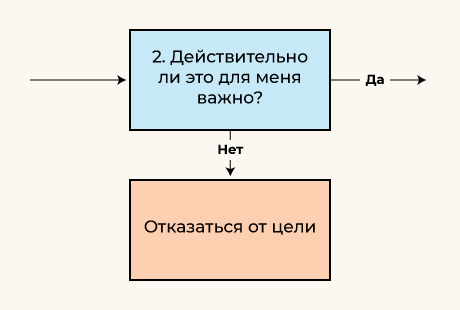 2. Действительно
ли это для меня
важно?
Да
Нет
Отказаться от цели